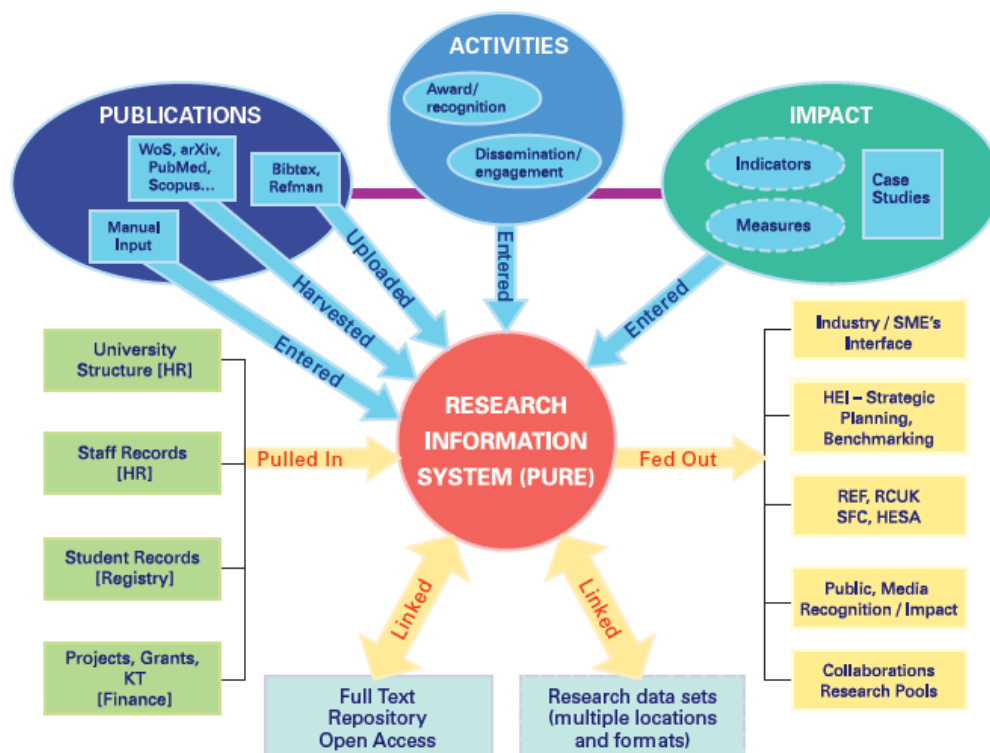 ACTIVITIES
Award/
recognition
Dissemination/
engagement
PUBLICATIONS
WoS, arXiv,
PubMed,
Scopus...
Bibtex,
Refman
Manual
Input
IMPACT
Indicators
Measures
Case
Studies
Uploaded
Harvested
Entered
Entered
Entered
University
Structure [HR]
Staff Records
[HR]
Student Records
[Registry]
Projects, Grants,
KT
[Finance]
Pulled In
RESEARCH
INFORMATION
SYSTEM (PURE)
Fed Out
Industry / SME's
Interface
HEI – Strategic
Planning,
Benchmarking
REF, RCUK
SFC, HESA
Public, Media
Recognition / Impact
Collaborations
Research Pools
Linked
Linked
Full Text
Repository
Open Access
Research data sets
(multiple locations
and formats)